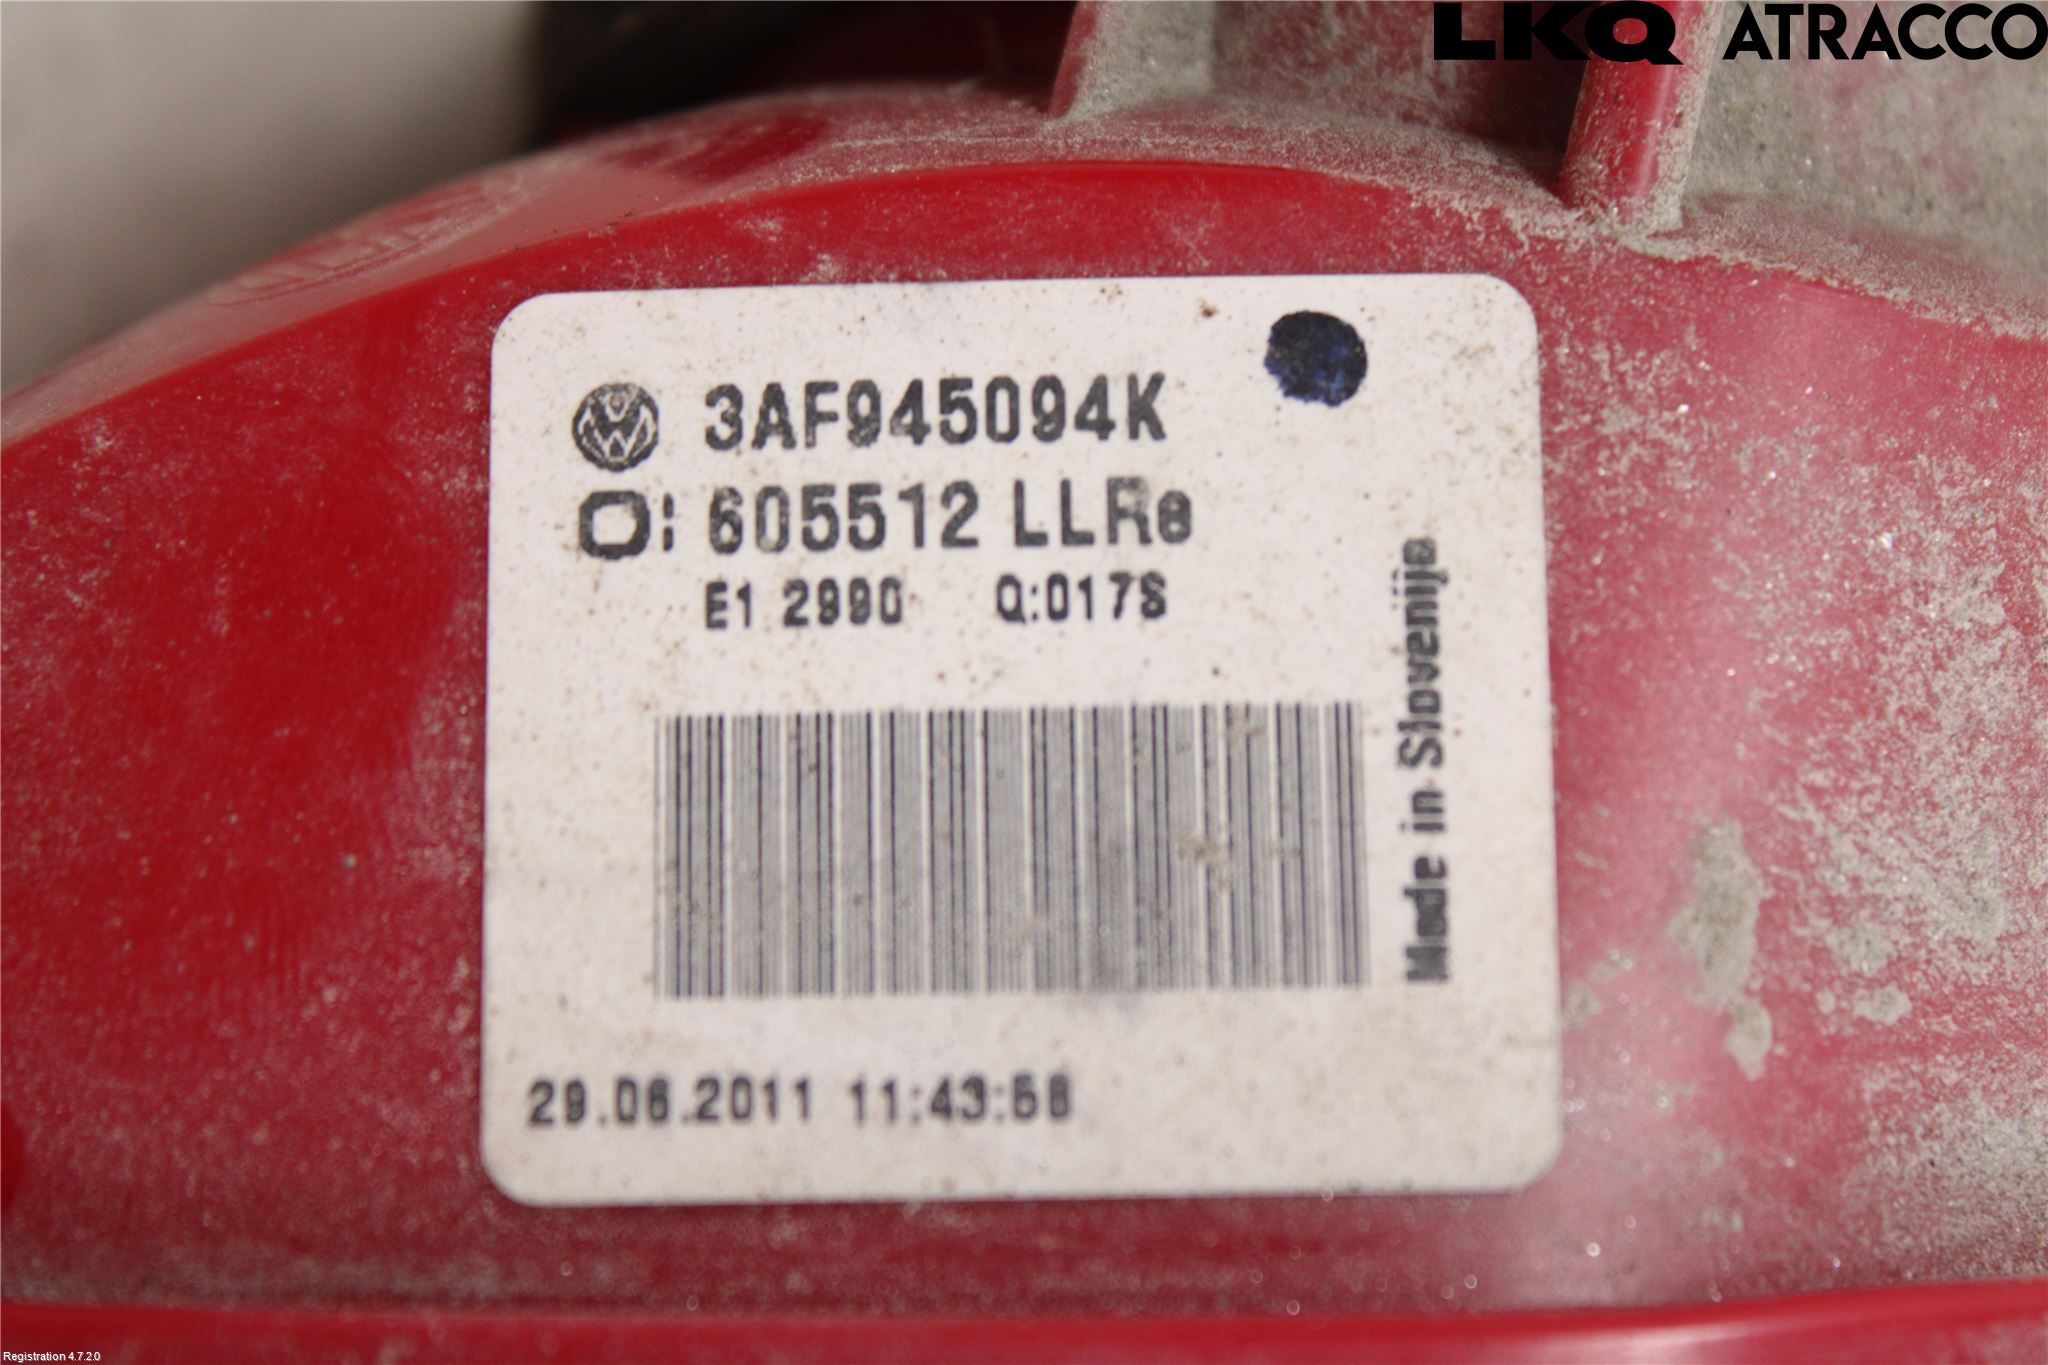 LKQ ATRACCO
3AF945094K
605512 LLRe
E1 2990 Q:017S
Made in Slovenije
29.06.2011 11:43:58
Registration 4.7.2.0